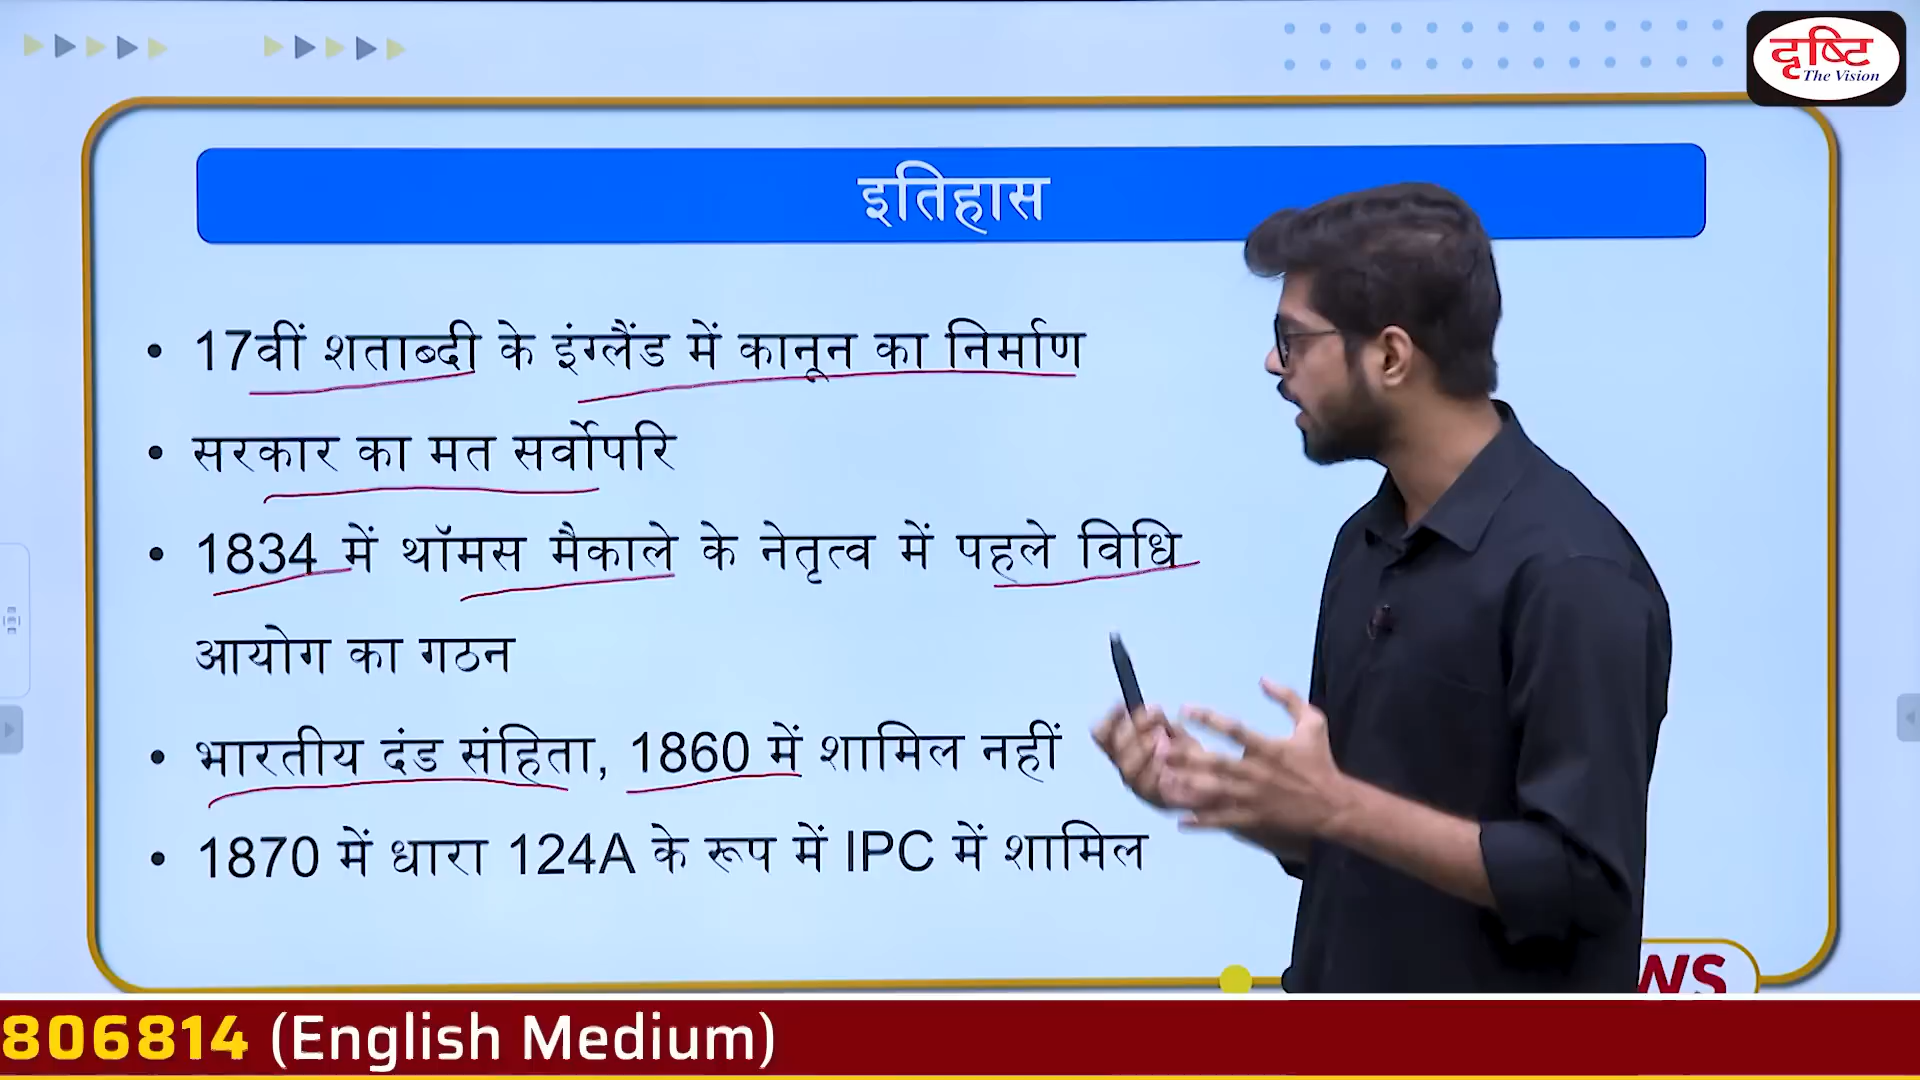 दृष्टि
The Vision
इतिहास
• 17वीं शताब्दी के इंग्लैंड में कानून का निर्माण
• सरकार का मत सर्वोपरि
• 1834 में थॉमस मैकाले के नेतृत्व में पहले विधि
आयोग का गठन
• भारतीय दंड संहिता, 1860 में शामिल नहीं
• 1870 में धारा 124A के रूप में IPC में शामिल
806814 (English Medium)